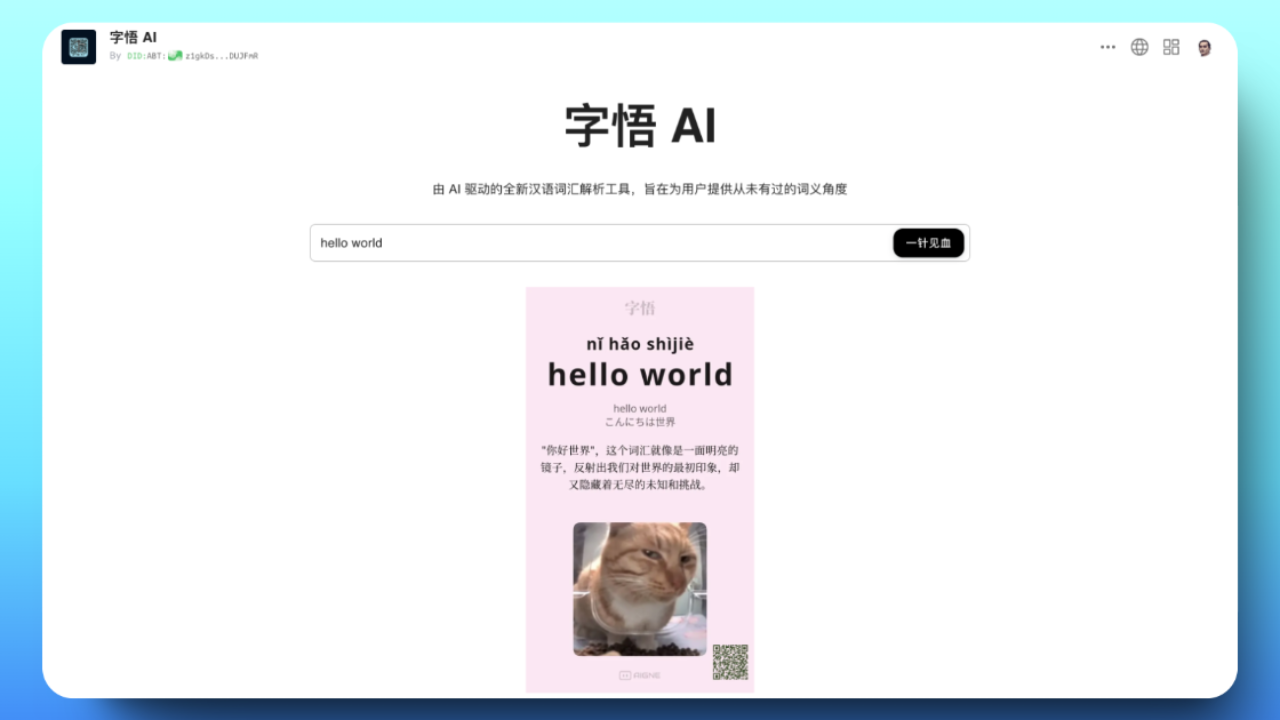 字悟 AI
By DID:ABT: z1gkDs...DUJFmR
字悟 AI
由 AI 驱动的全新汉语词汇解析工具，旨在为用户提供从未有过的词义角度
hello world
一针见血
字悟
nǐ hǎo shìjiè
hello world
hello world
こんにちは世界
"你好世界"，这个词汇就像是一面明亮的
镜子，反射出我们对世界的最初印象，却
又隐藏着无尽的未知和挑战。
AIGNE